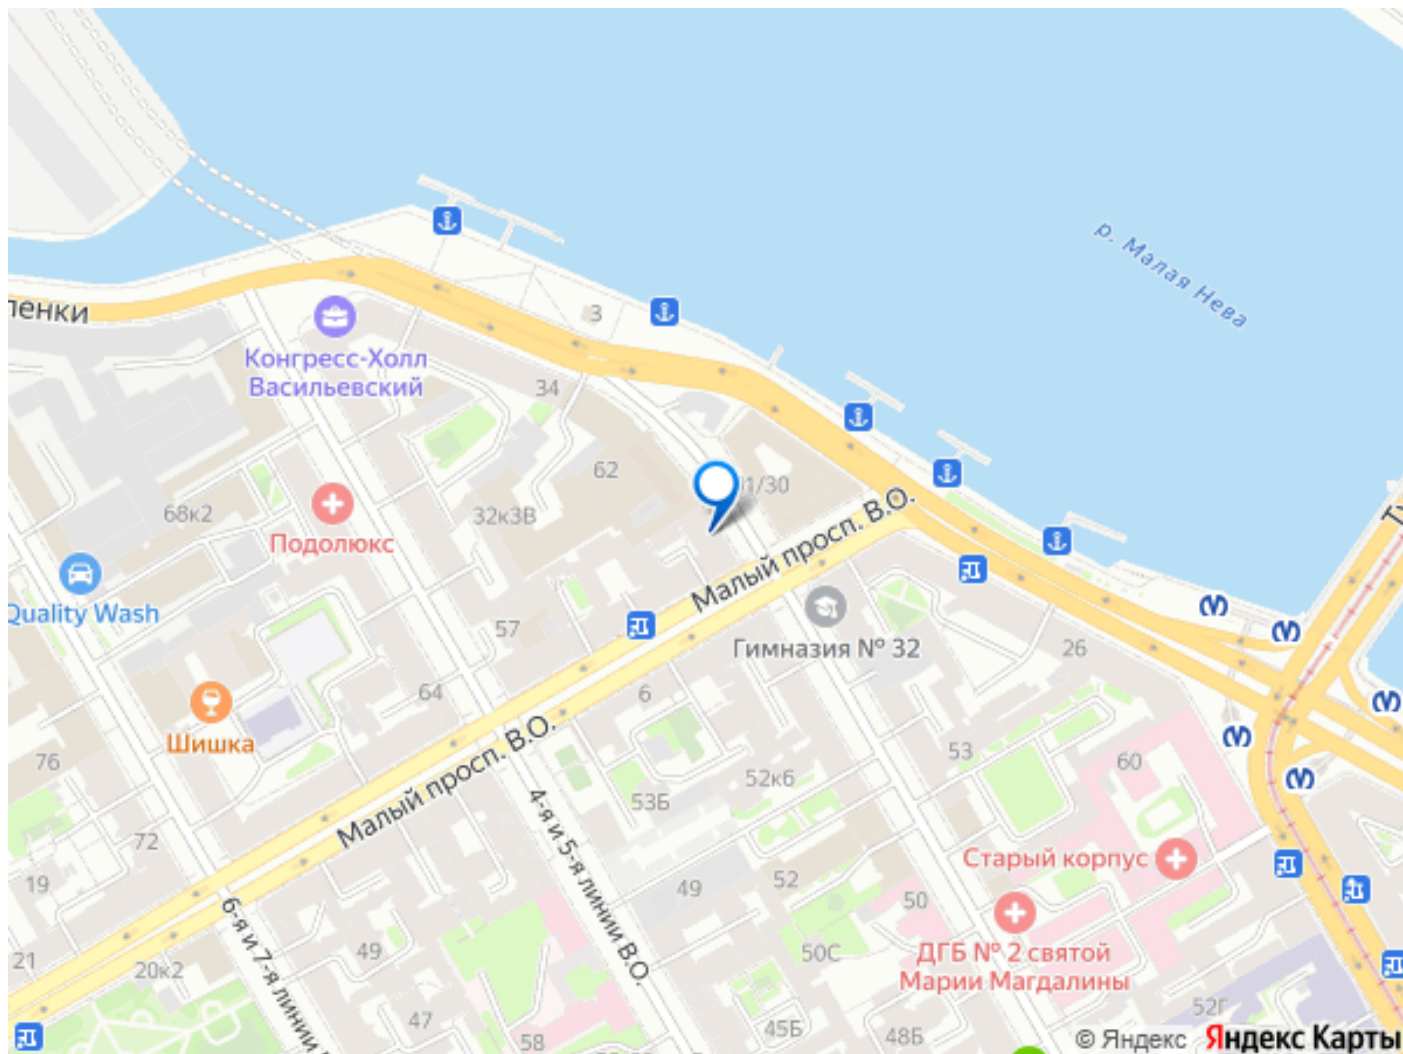 р. Малая Нева
ленки
3
Конгресс-Холл
Васильевский
34
62
1/30
68к2
32к3В
Подолюкс
Малый просп. В.О.
Quality Wash
57
Гимназия № 32
26
64
6
Шишка
53
76
Малый просп. В.О.
52к6
60
53Б
4-я и 5-я линии В.О.
72
Старый корпус
19
49
52
50
6-я и 7-я линии
49
50С
ДГБ № 2 святой
Марии Магдалины
21
20к2
52Г
47
45Б
48Б
58
© Яндекс Яндекс Карты